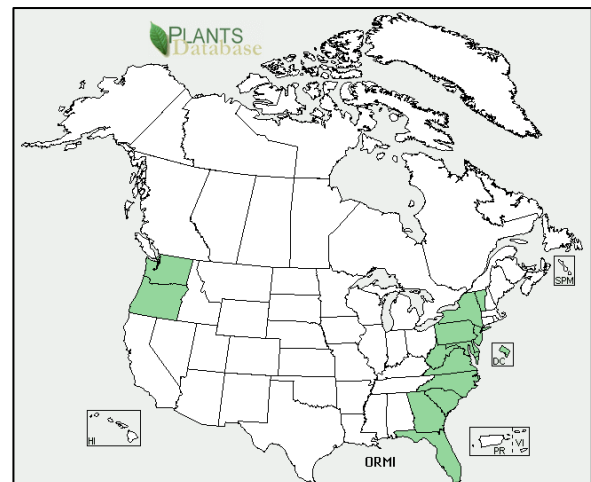 PLANTS
Database
SPM
DC
HI
PR
VI
ORMI